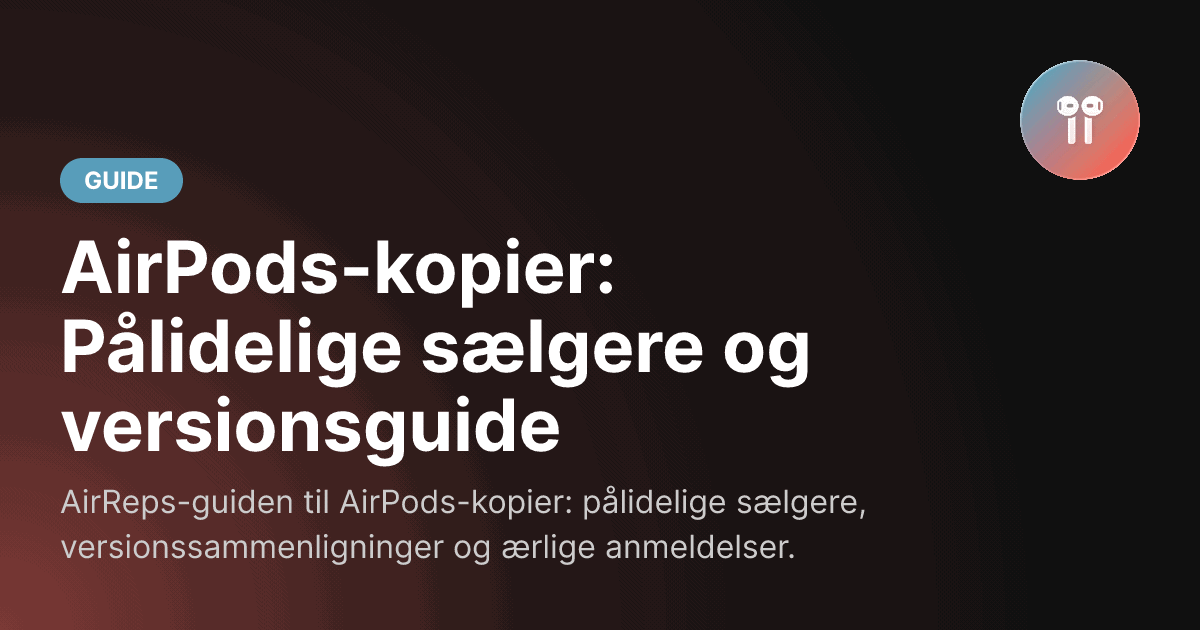 GUIDE
AirPods-kopier:
Pålidelige sælgere og
versionsguide
AirReps-guiden til AirPods-kopier: pålidelige sælgere,
versionssammenligninger og ærlige anmeldelser.